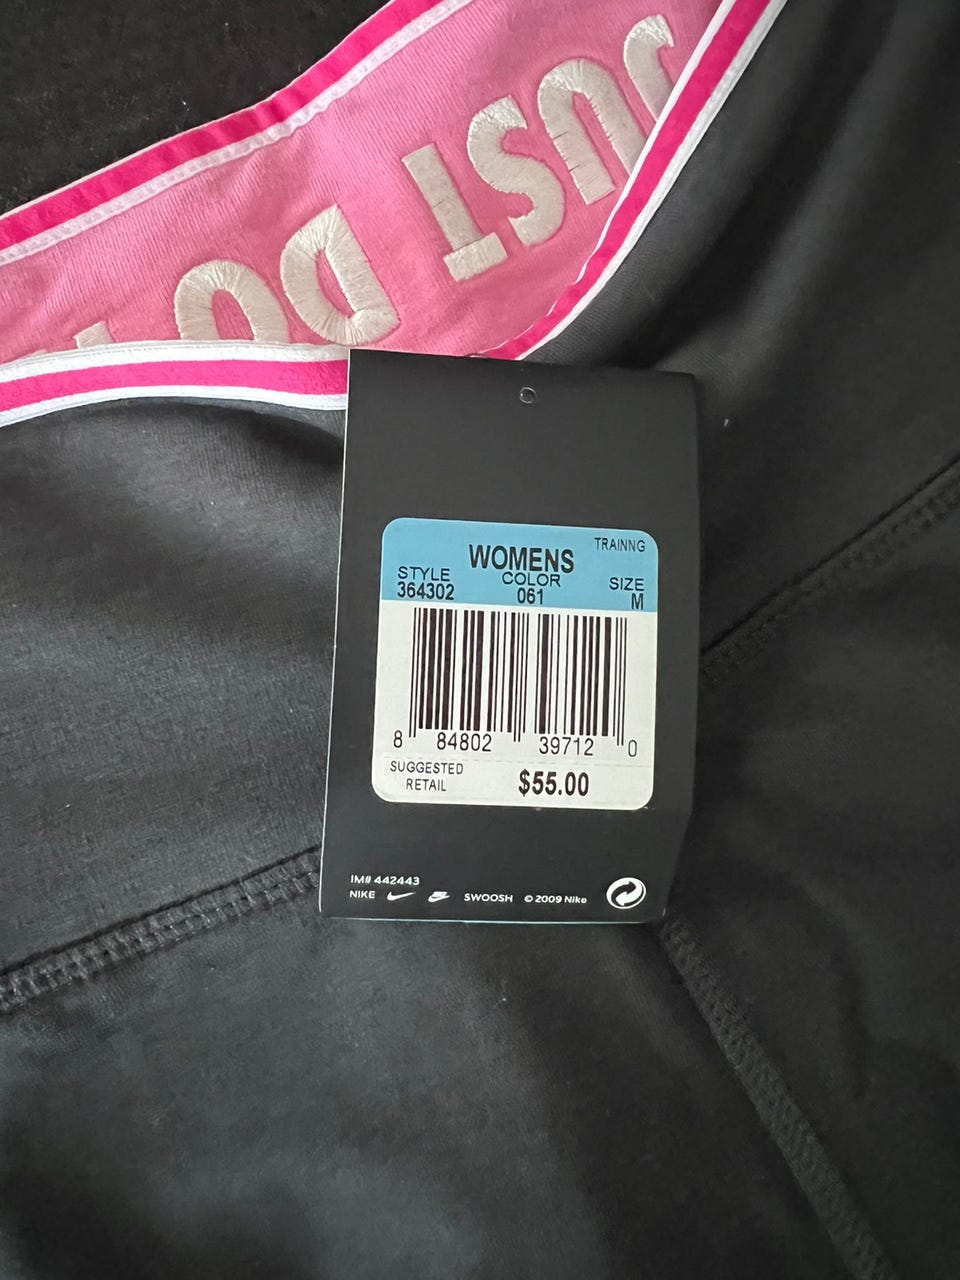 JUST
DO
WOMENS
TRAINNG
STYLE
364302
COLOR
061
SIZE
M
8 84802 39712 0
SUGGESTED
RETAIL
$55.00
IM# 442443
NIKE SWOOSH © 2009 Nike